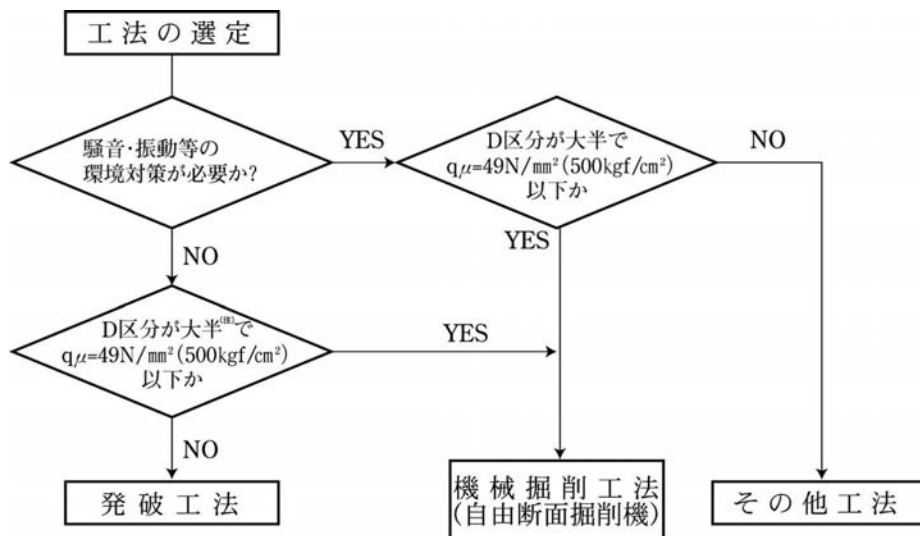 工法の選定
騒音・振動等の
環境対策が必要か?
YES
D区分が大半で
qμ=49N/mm²(500kgf/cm²)
以下か
NO
YES
NO
D区分が大半(注)で
qμ=49N/mm²(500kgf/cm²)
以下か
YES
NO
発破工法
機械掘削工法
(自由断面掘削機)
その他工法